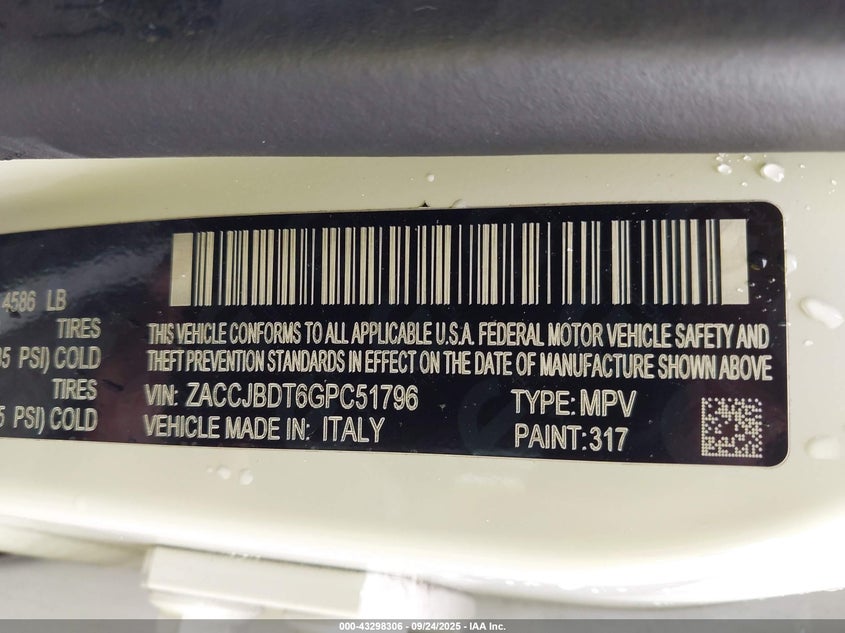 4586 LB
TIRES
35 PSI) COLD
TIRES
5 PSI) COLD
THIS VEHICLE CONFORMS TO ALL APPLICABLE U.S.A. FEDERAL MOTOR VEHICLE SAFETY AND
THEFT PREVENTION STANDARDS IN EFFECT ON THE DATE OF MANUFACTURE SHOWN ABOVE
VIN: ZACCJBDT6GPC51796 TYPE: MPV
VEHICLE MADE IN: ITALY PAINT: 317
000-43298306 | 09/24/2025 | IAA Inc.